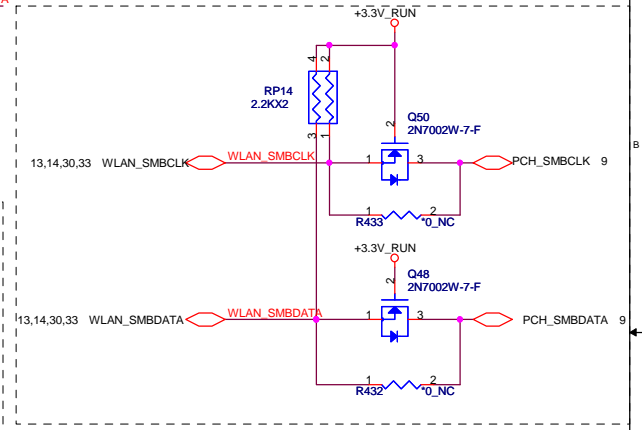 A
+3.3V_RUN
4 2
RP14
2.2KX2
3 1
Q50
2N7002W-7-F
2
13,14,30,33 WLAN_SMBCLK
WLAN_SMBCLK
1 3
PCH_SMBCLK 9
B
1 2
R433
*0_NC
+3.3V_RUN
Q48
2N7002W-7-F
2
13,14,30,33 WLAN_SMBDATA
WLAN_SMBDATA
1 3
PCH_SMBDATA 9
1 2
R432
*0_NC